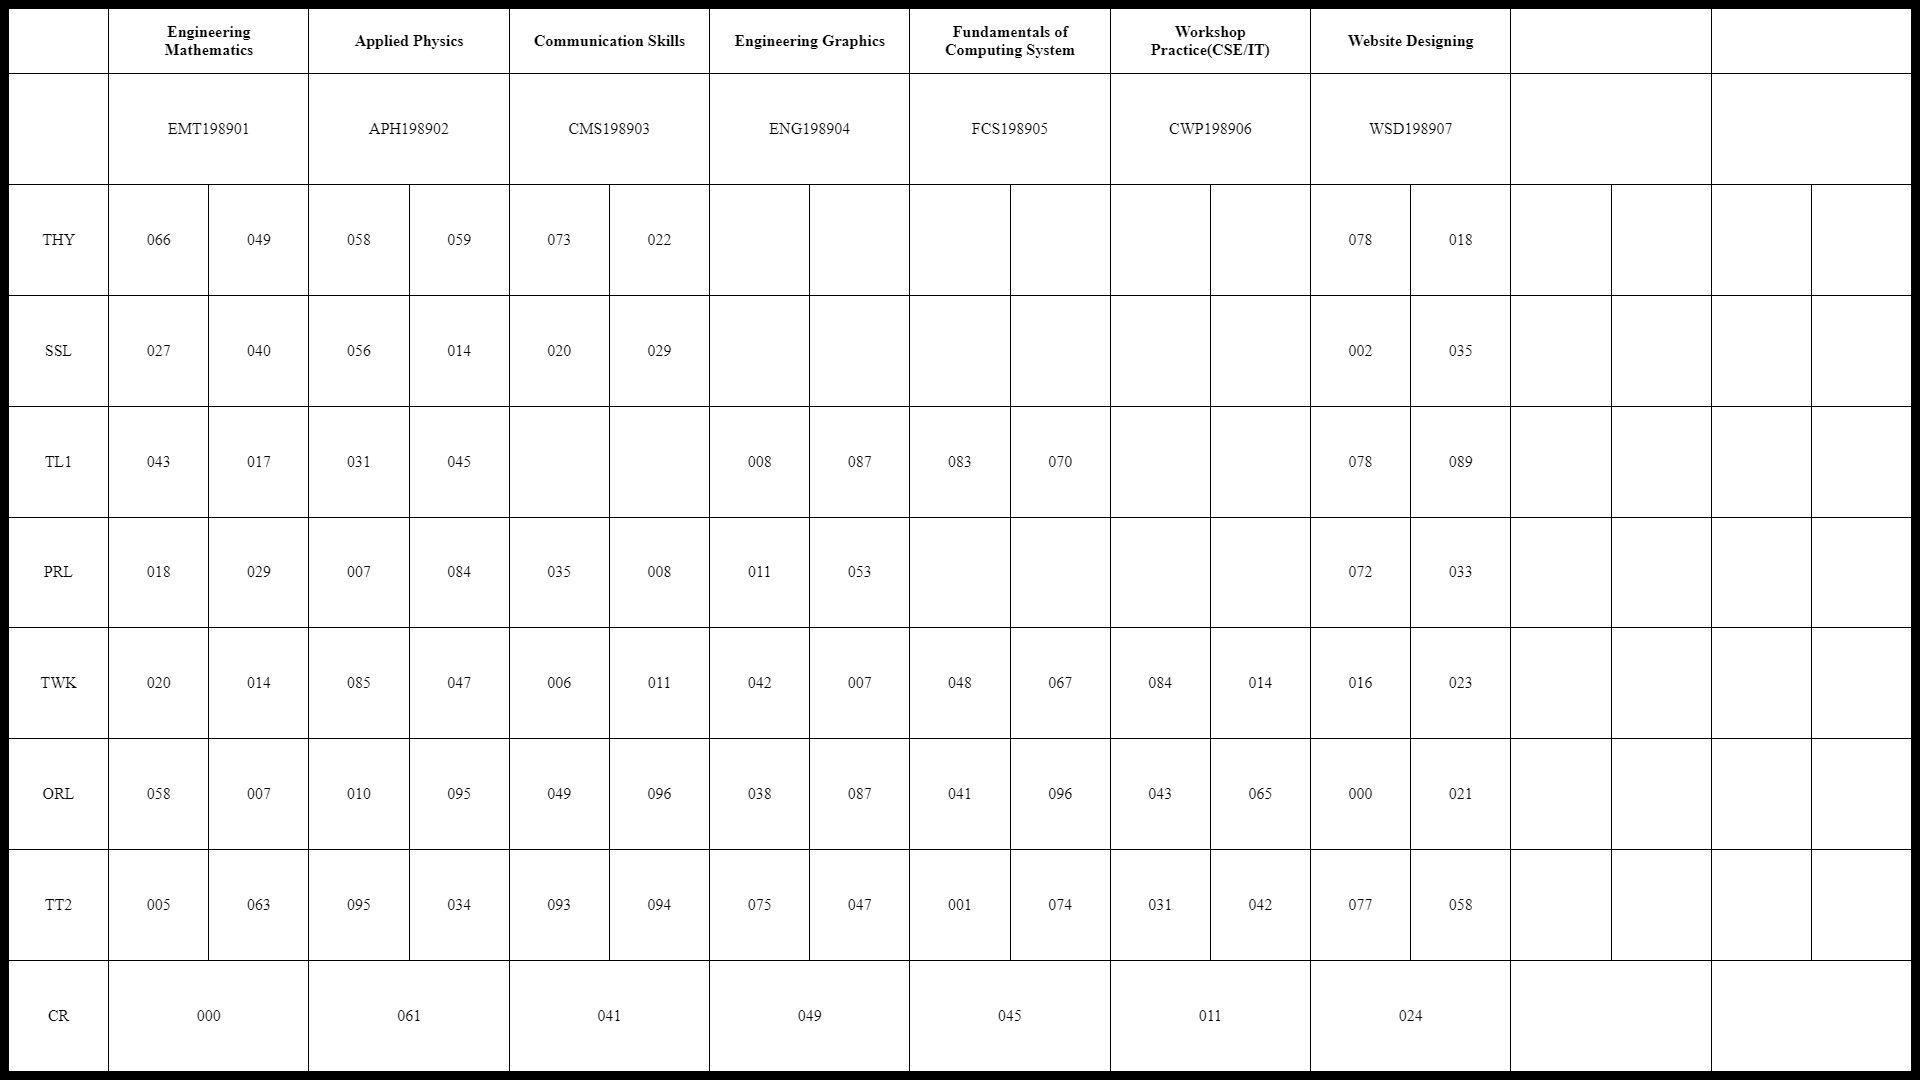 Engineering Mathematics Applied Physics Communication Skills Engineering Graphics Fundamentals of Computing System Workshop Practice(CSE/IT) Website Designing
EMT198901 APH198902 CMS198903 ENG198904 FCS198905 CWP198906 WSD198907
THY 066 049 058 059 073 022 078 018
SSL 027 040 056 014 020 029 002 035
TL1 043 017 031 045 008 087 083 070 078 089
PRL 018 029 007 084 035 008 011 053 072 033
TWK 020 014 085 047 006 011 042 007 048 067 084 014 016 023
ORL 058 007 010 095 049 096 038 087 041 096 043 065 000 021
TT2 005 063 095 034 093 094 075 047 001 074 031 042 077 058
CR 000 061 041 049 045 011 024